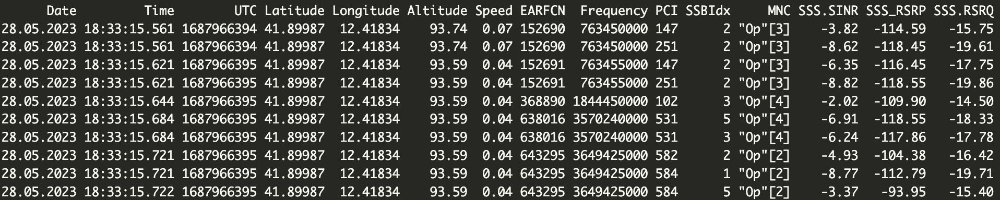 Date Time UTC Latitude Longitude Altitude Speed EARFCN Frequency PCI SSBIdx MNC SSS.SINR SSS_RSRP SSS.RSRQ
28.05.2023 18:33:15.561 1687966394 41.89987 12.41834 93.74 0.07 152690 763450000 147 2 "Op"[3] -3.82 -114.59 -15.75
28.05.2023 18:33:15.561 1687966394 41.89987 12.41834 93.74 0.07 152690 763450000 251 2 "Op"[3] -8.62 -118.45 -19.61
28.05.2023 18:33:15.621 1687966395 41.89987 12.41834 93.59 0.04 152691 763455000 147 2 "Op"[3] -6.35 -116.45 -17.75
28.05.2023 18:33:15.621 1687966395 41.89987 12.41834 93.59 0.04 152691 763455000 251 2 "Op"[3] -8.82 -118.55 -19.86
28.05.2023 18:33:15.644 1687966395 41.89987 12.41834 93.59 0.04 368890 1844450000 102 3 "Op"[4] -2.02 -109.90 -14.50
28.05.2023 18:33:15.684 1687966395 41.89987 12.41834 93.59 0.04 638016 3570240000 531 5 "Op"[4] -6.91 -118.55 -18.33
28.05.2023 18:33:15.684 1687966395 41.89987 12.41834 93.59 0.04 638016 3570240000 531 3 "Op"[4] -6.24 -117.86 -17.78
28.05.2023 18:33:15.721 1687966395 41.89987 12.41834 93.59 0.04 643295 3649425000 582 2 "Op"[2] -4.93 -104.38 -16.42
28.05.2023 18:33:15.721 1687966395 41.89987 12.41834 93.59 0.04 643295 3649425000 584 1 "Op"[2] -8.77 -112.79 -19.71
28.05.2023 18:33:15.722 1687966395 41.89987 12.41834 93.59 0.04 643295 3649425000 584 5 "Op"[2] -3.37 -93.95 -15.40